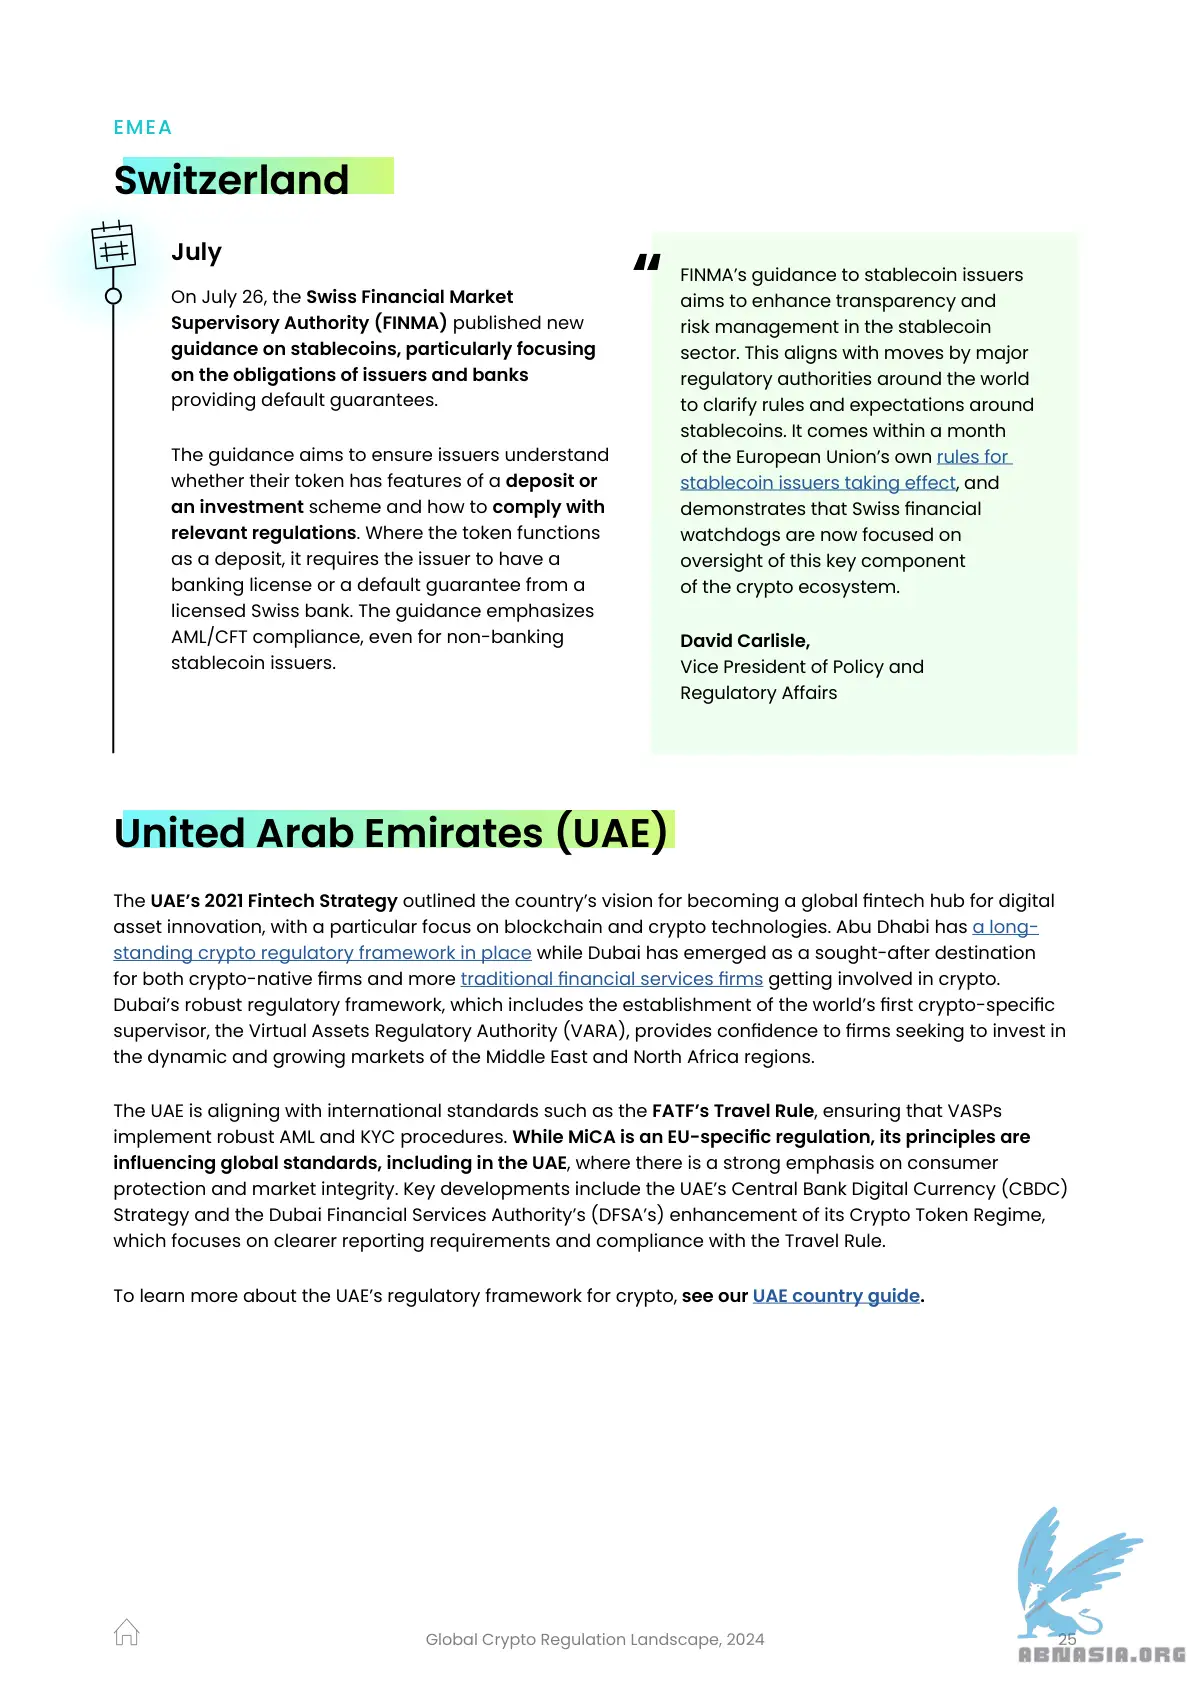 EMEA
Switzerland
July
On July 26, the Swiss Financial Market
Supervisory Authority (FINMA) published new
guidance on stablecoins, particularly focusing
on the obligations of issuers and banks
providing default guarantees.
The guidance aims to ensure issuers understand
whether their token has features of a deposit or
an investment scheme and how to comply with
relevant regulations. Where the token functions
as a deposit, it requires the issuer to have a
banking license or a default guarantee from a
licensed Swiss bank. The guidance emphasizes
AML/CFT compliance, even for non-banking
stablecoin issuers.
“
FINMA’s guidance to stablecoin issuers
aims to enhance transparency and
risk management in the stablecoin
sector. This aligns with moves by major
regulatory authorities around the world
to clarify rules and expectations around
stablecoins. It comes within a month
of the European Union’s own rules for
stablecoin issuers taking effect, and
demonstrates that Swiss financial
watchdogs are now focused on
oversight of this key component
of the crypto ecosystem.
David Carlisle,
Vice President of Policy and
Regulatory Affairs
United Arab Emirates (UAE)
The UAE’s 2021 Fintech Strategy outlined the country’s vision for becoming a global fintech hub for digital
asset innovation, with a particular focus on blockchain and crypto technologies. Abu Dhabi has a long-
standing crypto regulatory framework in place while Dubai has emerged as a sought-after destination
for both crypto-native firms and more traditional financial services firms getting involved in crypto.
Dubai’s robust regulatory framework, which includes the establishment of the world’s first crypto-specific
supervisor, the Virtual Assets Regulatory Authority (VARA), provides confidence to firms seeking to invest in
the dynamic and growing markets of the Middle East and North Africa regions.
The UAE is aligning with international standards such as the FATF’s Travel Rule, ensuring that VASPs
implement robust AML and KYC procedures. While MiCA is an EU-specific regulation, its principles are
influencing global standards, including in the UAE, where there is a strong emphasis on consumer
protection and market integrity. Key developments include the UAE’s Central Bank Digital Currency (CBDC)
Strategy and the Dubai Financial Services Authority’s (DFSA’s) enhancement of its Crypto Token Regime,
which focuses on clearer reporting requirements and compliance with the Travel Rule.
To learn more about the UAE’s regulatory framework for crypto, see our UAE country guide.
Global Crypto Regulation Landscape, 2024
25
ABNASIA.ORG